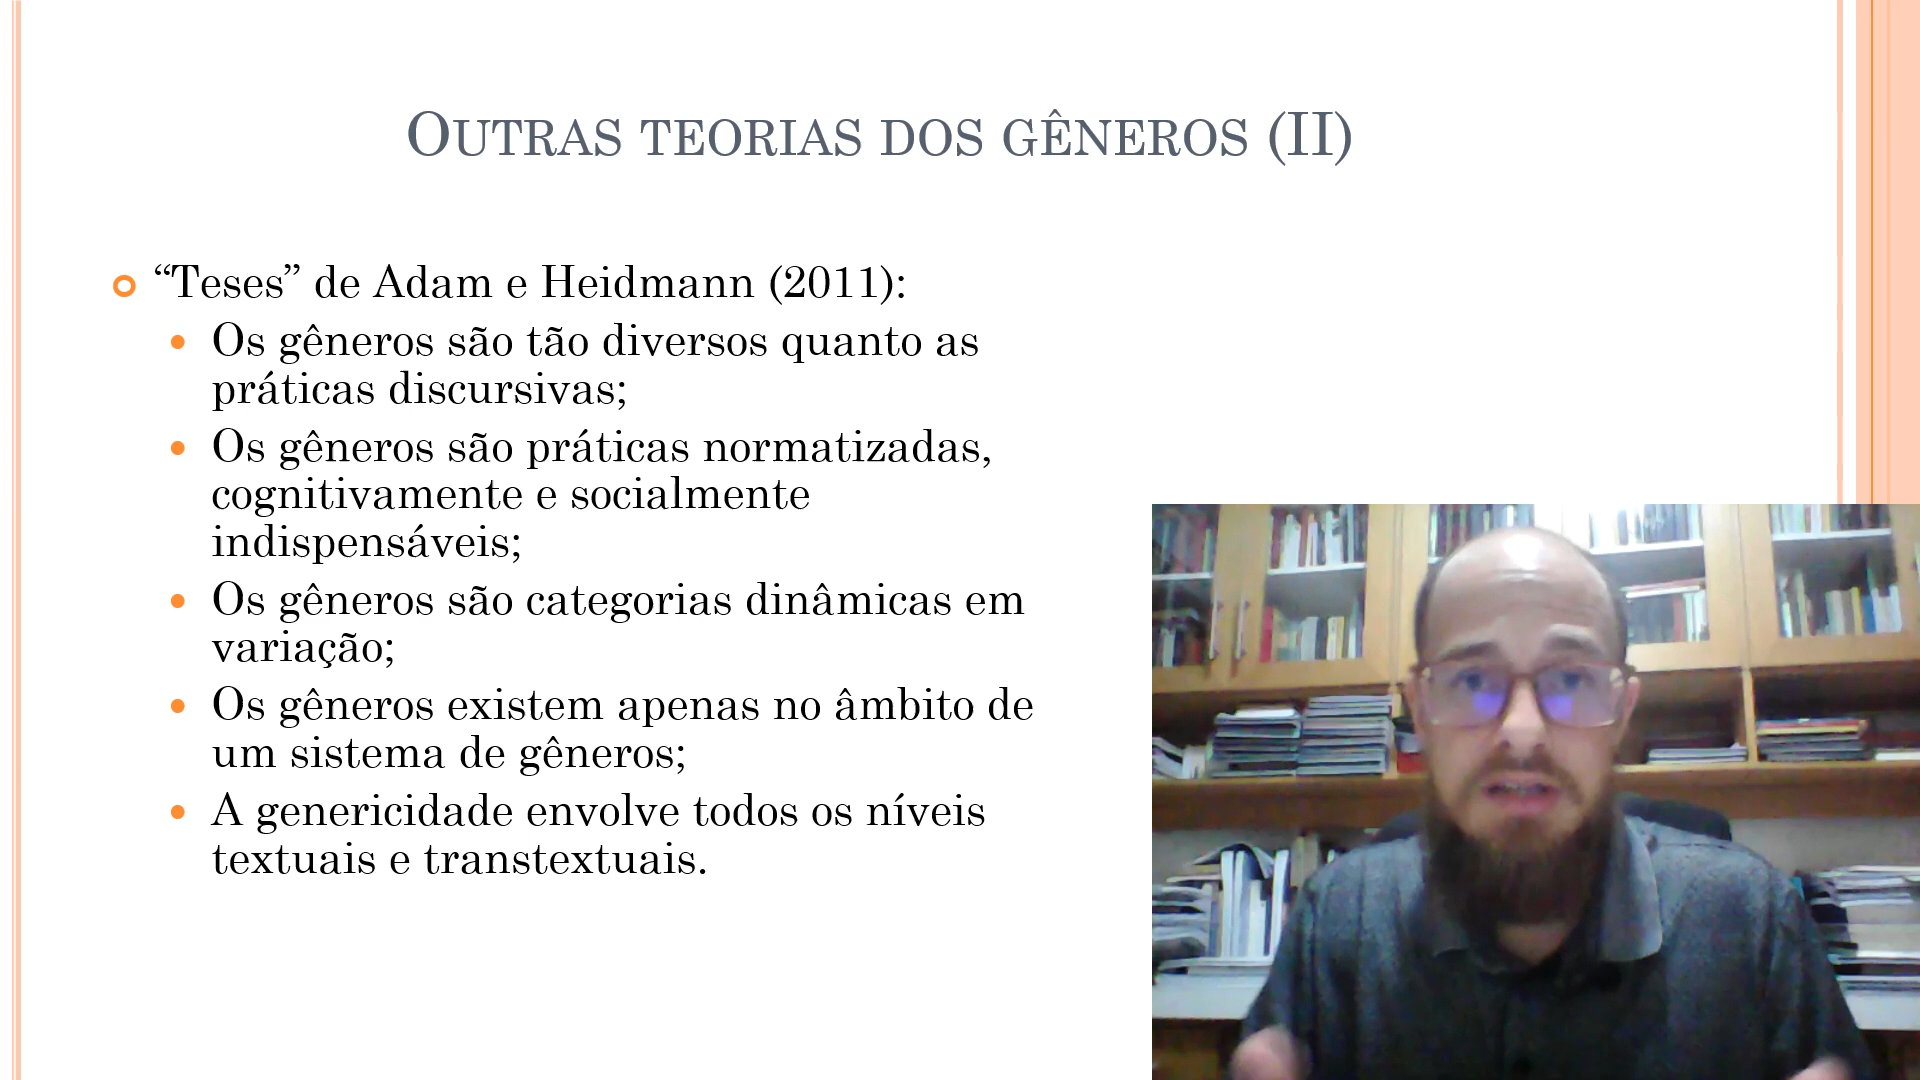 OUTRAS TEORIAS DOS GÊNEROS (II)
“Teses” de Adam e Heidmann (2011):
Os gêneros são tão diversos quanto as
práticas discursivas;
Os gêneros são práticas normatizadas,
cognitivamente e socialmente
indispensáveis;
Os gêneros são categorias dinâmicas em
variação;
Os gêneros existem apenas no âmbito de
um sistema de gêneros;
A genericidade envolve todos os níveis
textuais e transtextuais.